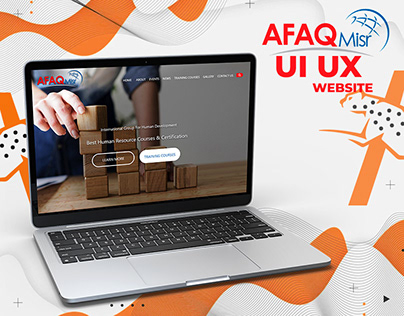 AFAQ Misr
UI UX
WEBSITE
AFAQ Misr
HOME ABOUT EVENTS NEWS TRAINING COURSES GALLERY CONTACT US
International Group For Human Development
Best Human Resource Courses & Certification
LEARN MORE
TRAINING COURSES